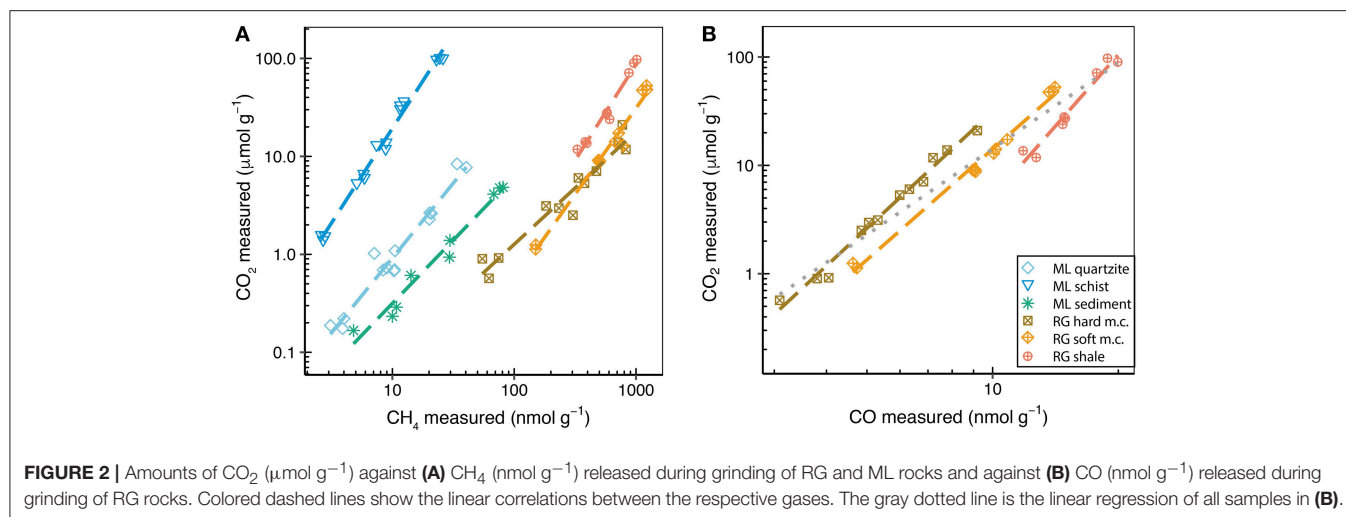 A
B
CO₂ measured (μmol g⁻¹)
100.0
10.0
1.0
0.1
10
100
1000
CH₄ measured (nmol g⁻¹)
CO₂ measured (μmol g⁻¹)
100
10
1
10
CO measured (nmol g⁻¹)
ML quartzite
ML schist
ML sediment
RG hard m.c.
RG soft m.c.
RG shale
FIGURE 2 | Amounts of CO₂ (μmol g⁻¹) against (A) CH₄ (nmol g⁻¹) released during grinding of RG and ML rocks and against (B) CO (nmol g⁻¹) released during
grinding of RG rocks. Colored dashed lines show the linear correlations between the respective gases. The gray dotted line is the linear regression of all samples in (B).